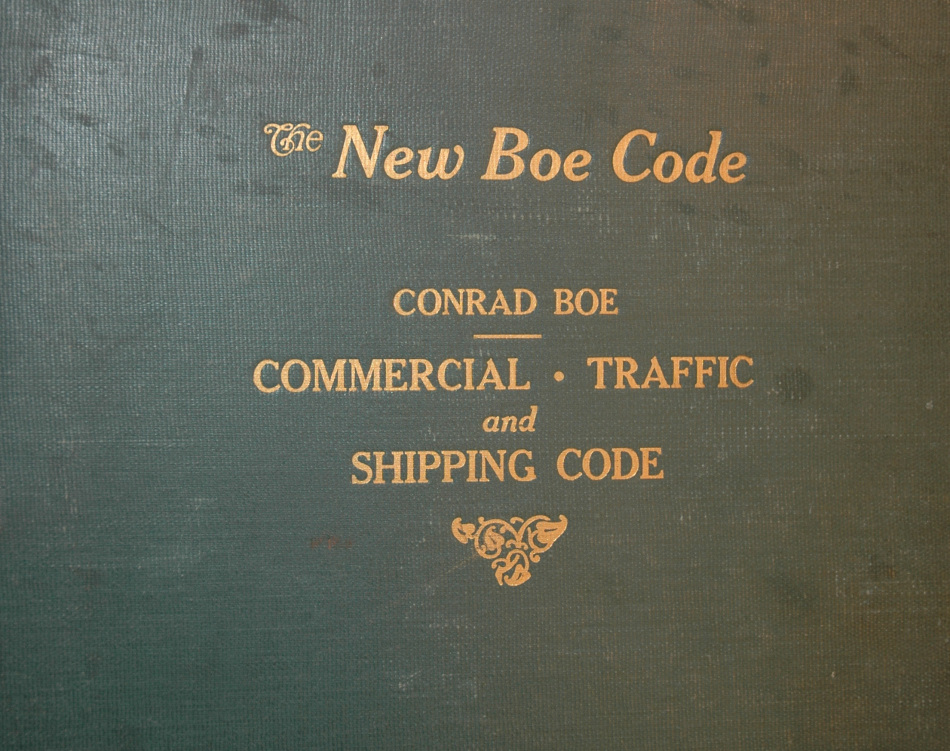 The New Boe Code
CONRAD BOE
COMMERCIAL • TRAFFIC
and
SHIPPING CODE